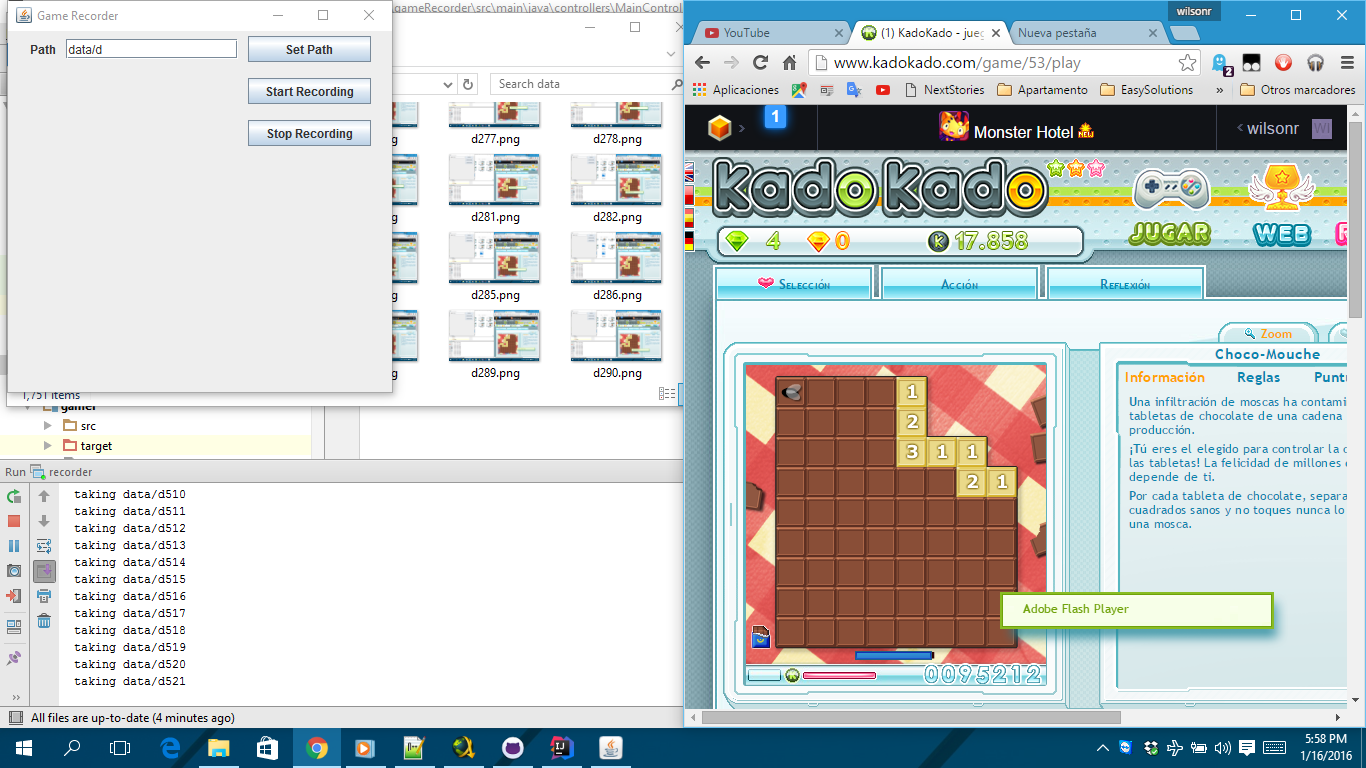 Game Recorder
Path data/d Set Path
Start Recording
Stop Recording
.gameRecorder\src\main\java\controllers\MainControl
Search data
d277.png d278.png
d281.png d282.png
d285.png d286.png
d289.png d290.png
1,751 items
gamer
src
target
Run recorder
taking data/d510
taking data/d511
taking data/d512
taking data/d513
taking data/d514
taking data/d515
taking data/d516
taking data/d517
taking data/d518
taking data/d519
taking data/d520
taking data/d521
All files are up-to-date (4 minutes ago)
wilsonr
YouTube (1) KadoKado - jueg Nueva pestaña
www.kadokado.com/game/53/play
2
Aplicaciones NextStories Apartamento EasySolutions » Otros marcadores
1 Monster Hotel NEW wilsonr WI
KadoKado
4 0 K 17.858
JUGAR WEB
Selección Acción Reflexión
Zoom
Choco-Mouche
Información Reglas Puntu
Una infiltración de moscas ha contami
tabletas de chocolate de una cadena
producción.
¡Tú eres el elegido para controlar la c
las tabletas! La felicidad de millones
depende de ti.
Por cada tableta de chocolate, separa
cuadrados sanos y no toques nunca lo
una mosca.
1
2
3 1 1
2 1
Adobe Flash Player
0095212
5:58 PM
1/16/2016